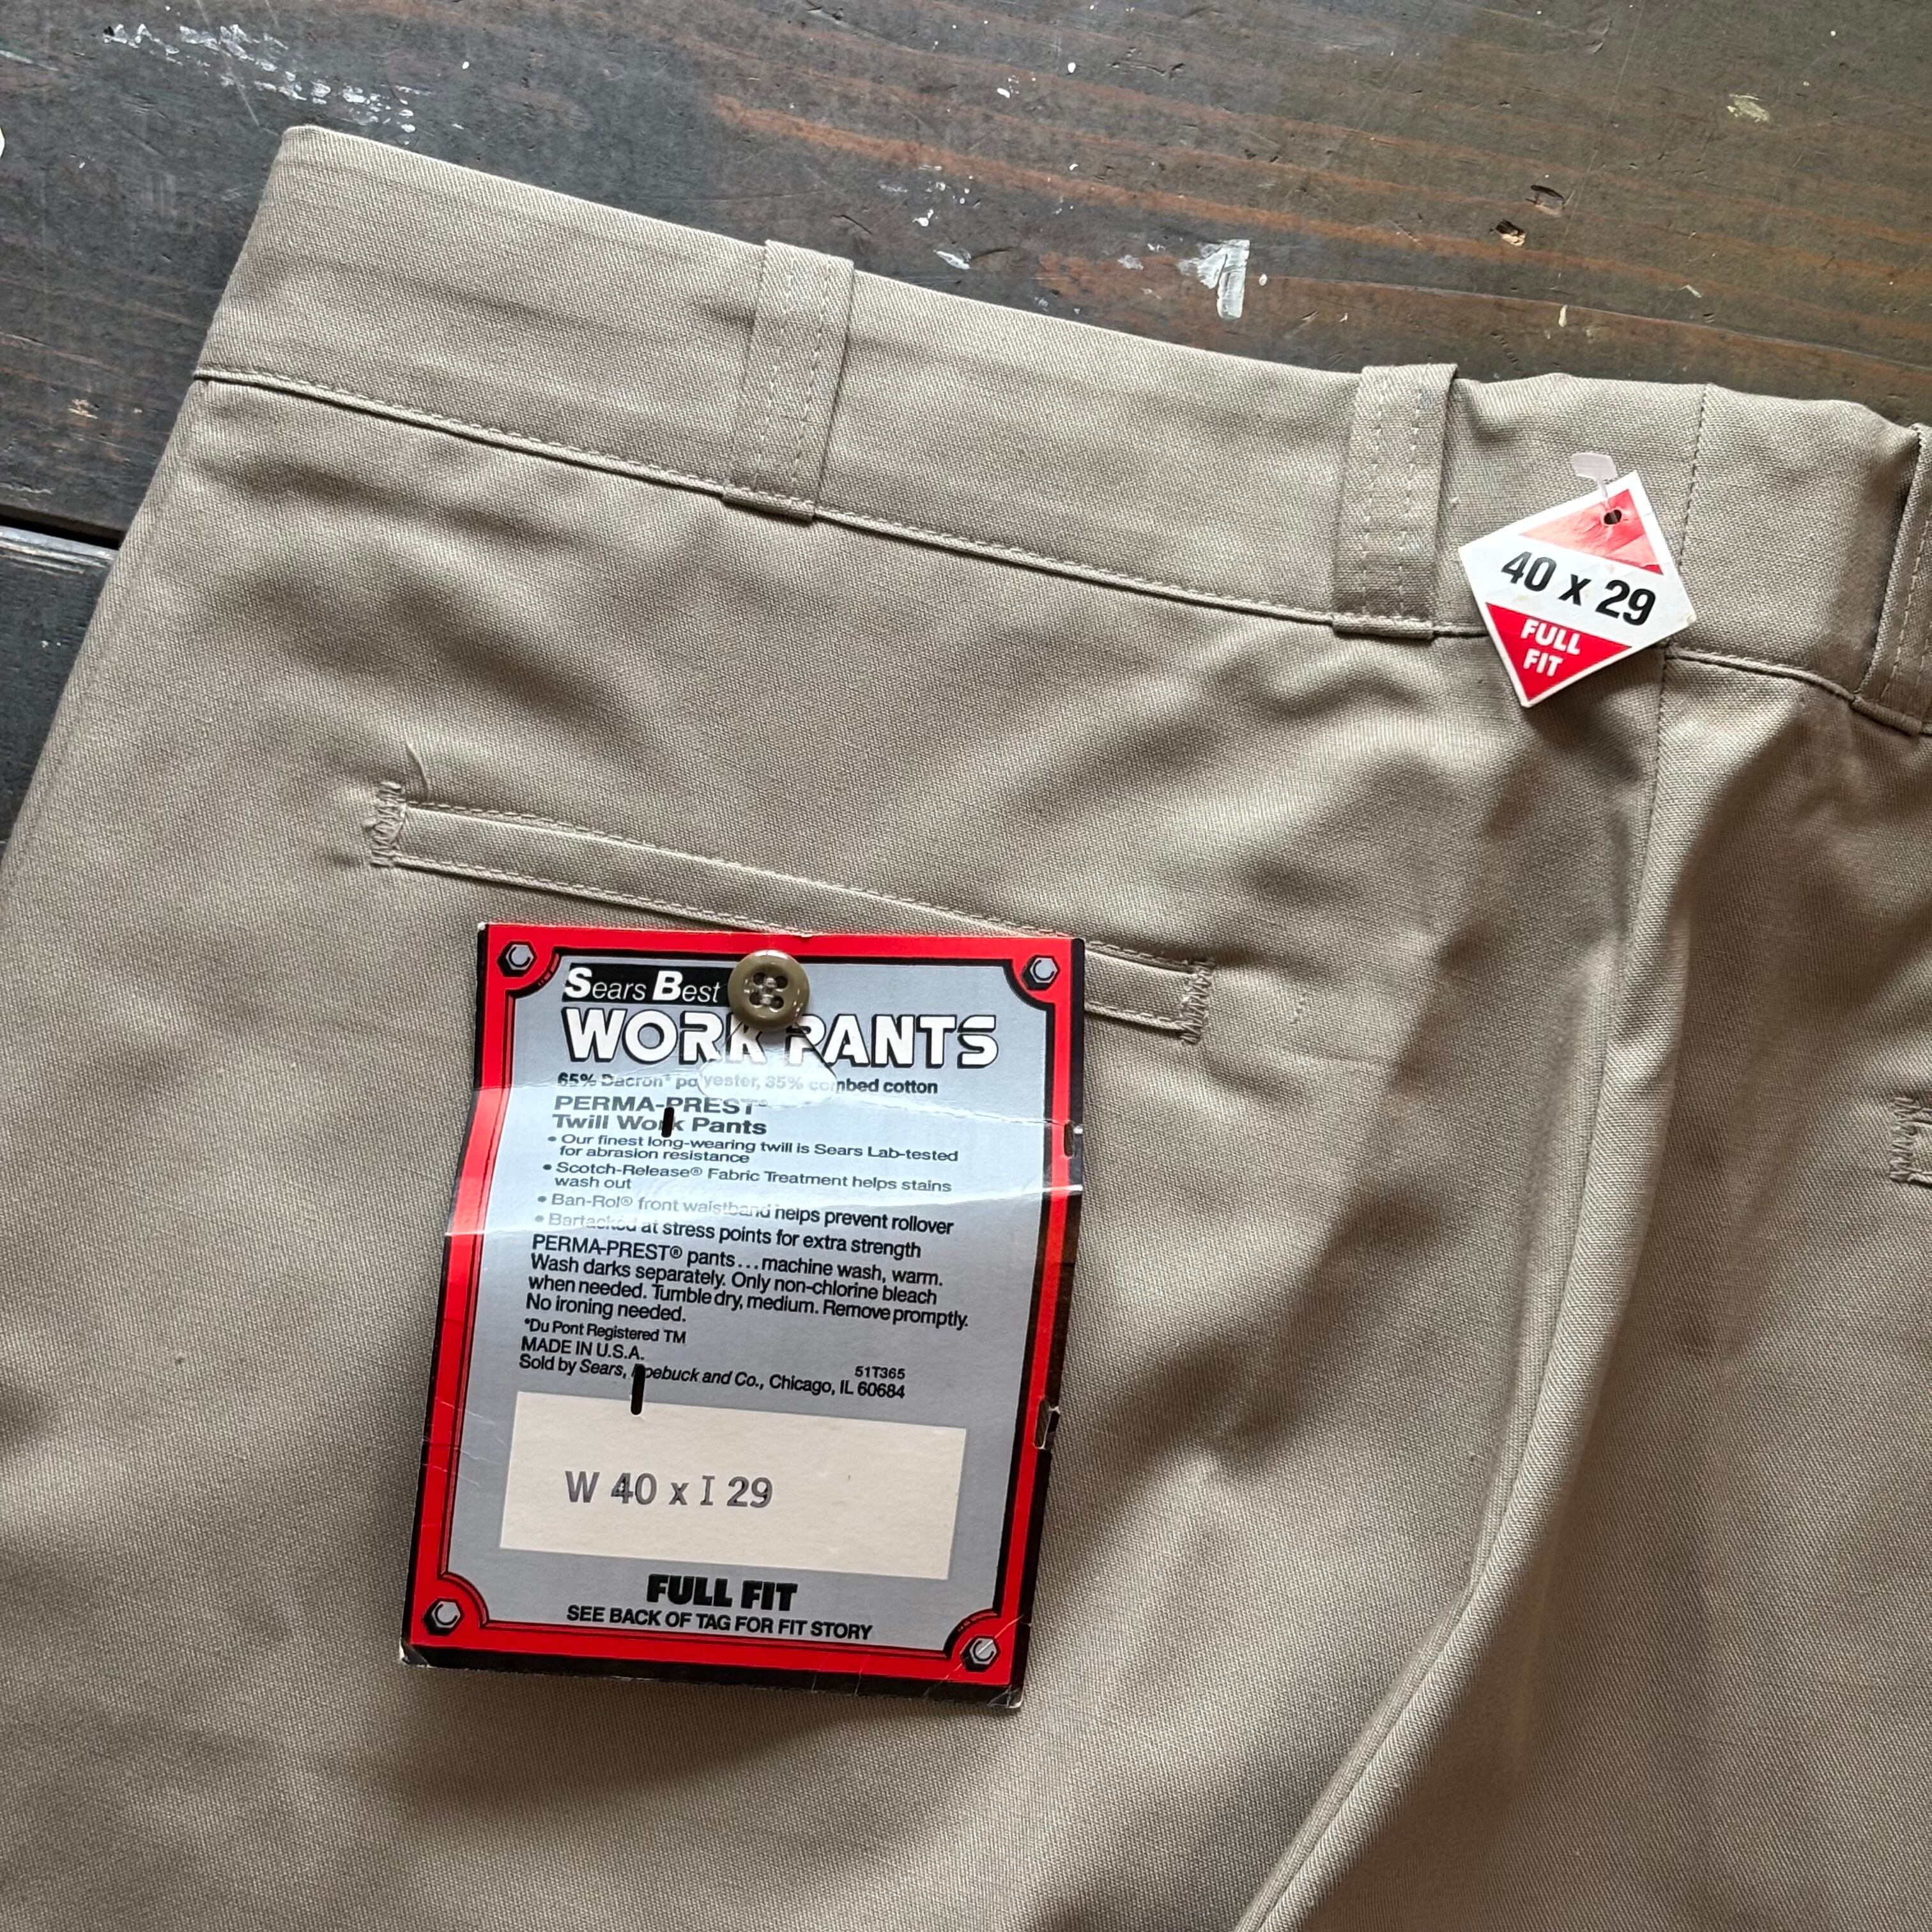 40 x 29
FULL
FIT
Sears Best
WORK PANTS
65% Dacron* polyester, 35% combed cotton
PERMA-PREST®
Twill Work Pants
• Our finest long-wearing twill is Sears Lab-tested
for abrasion resistance
• Scotch-Release® Fabric Treatment helps stains
wash out
• Ban-Rol® front waistband helps prevent rollover
• Bartacked at stress points for extra strength
PERMA-PREST® pants...machine wash, warm.
Wash darks separately. Only non-chlorine bleach
when needed. Tumble dry, medium. Remove promptly.
No ironing needed.
*Du Pont Registered TM
MADE IN U.S.A.
51T365
Sold by Sears, Roebuck and Co., Chicago, IL 60684
W 40 x I 29
FULL FIT
SEE BACK OF TAG FOR FIT STORY